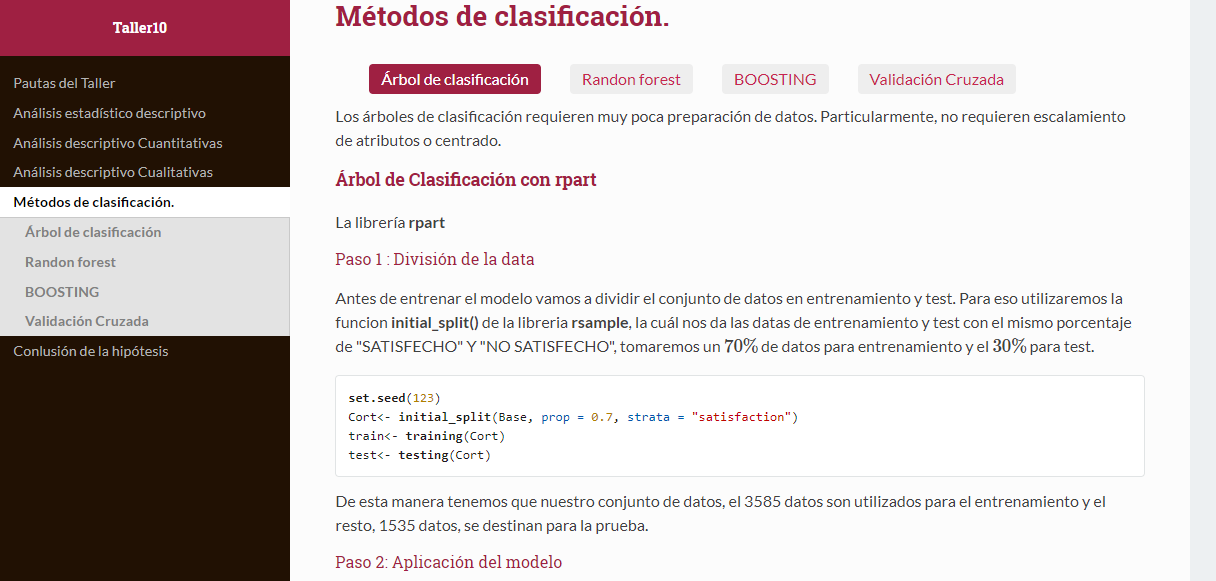 Taller10
Pautas del Taller
Análisis estadístico descriptivo
Análisis descriptivo Cuantitativas
Análisis descriptivo Cualitativas
Métodos de clasificación.
Árbol de clasificación
Randon forest
BOOSTING
Validación Cruzada
Conlusión de la hipótesis
Métodos de clasificación.
Árbol de clasificación Randon forest BOOSTING Validación Cruzada
Los árboles de clasificación requieren muy poca preparación de datos. Particularmente, no requieren escalamiento
de atributos o centrado.
Árbol de Clasificación con rpart
La librería rpart
Paso 1 : División de la data
Antes de entrenar el modelo vamos a dividir el conjunto de datos en entrenamiento y test. Para eso utilizaremos la
funcion initial_split() de la libreria rsample, la cuál nos da las datas de entrenamiento y test con el mismo porcentaje
de "SATISFECHO" Y "NO SATISFECHO", tomaremos un 70% de datos para entrenamiento y el 30% para test.
set.seed(123)
Cort<- initial_split(Base, prop = 0.7, strata = "satisfaction")
train<- training(Cort)
test<- testing(Cort)
De esta manera tenemos que nuestro conjunto de datos, el 3585 datos son utilizados para el entrenamiento y el
resto, 1535 datos, se destinan para la prueba.
Paso 2: Aplicación del modelo